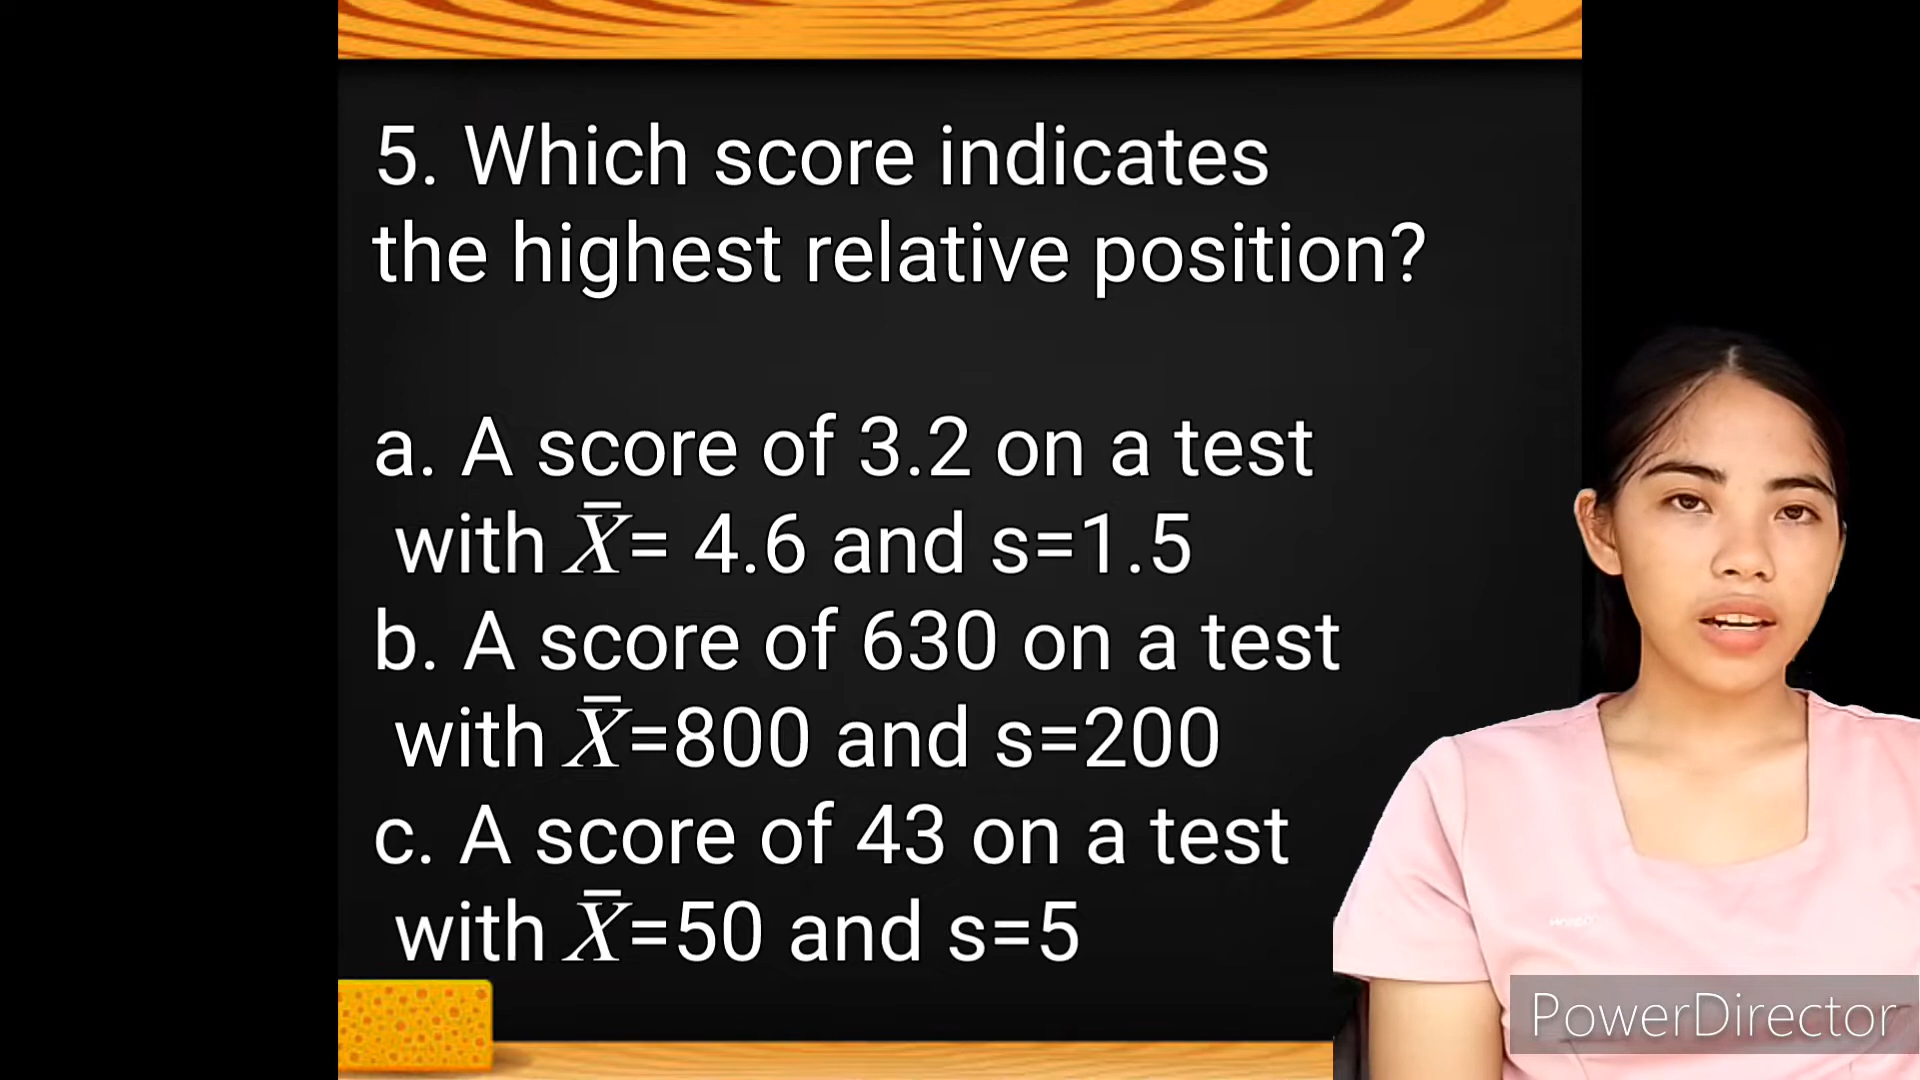 5. Which score indicates
the highest relative position?
a. A score of 3.2 on a test
with X̄= 4.6 and s=1.5
b. A score of 630 on a test
with X̄=800 and s=200
c. A score of 43 on a test
with X̄=50 and s=5
PowerDirector